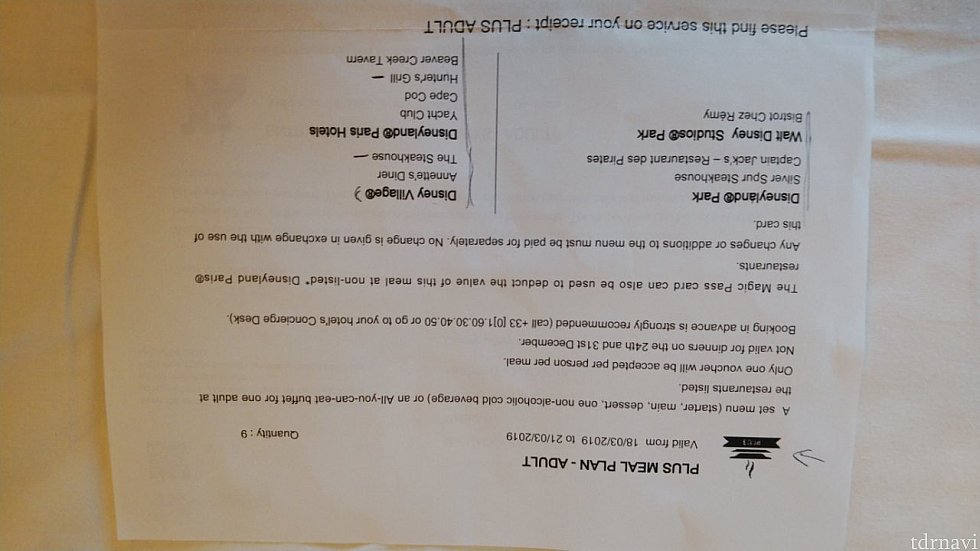 PLUS MEAL PLAN - ADULT
Valid from 18/03/2019 to 21/03/2019
Quantity : 9
A set menu (starter, main, dessert, one non-alcoholic cold beverage) or an All-you-can-eat buffet for one adult at
the restaurants listed.
Only one voucher will be accepted per person per meal.
Not valid for dinners on the 24th and 31st December.
Booking in advance is strongly recommended (call +33 [0]1.60.30.40.50 or go to your hotel's Concierge Desk).
The Magic Pass card can also be used to deduct the value of this meal at non-listed* Disneyland Paris®
restaurants.
Any changes or additions to the menu must be paid for separately. No change is given in exchange with the use of
this card.
Disneyland® Park
Silver Spur Steakhouse
Captain Jack's – Restaurant des Pirates
Walt Disney Studios® Park
Bistrot Chez Rémy
Disney Village®
Annette's Diner
The Steakhouse
Disneyland® Paris Hotels
Yacht Club
Cape Cod
Hunter's Grill
Beaver Creek Tavern
Please find this service on your receipt : PLUS ADULT
tdrnavi